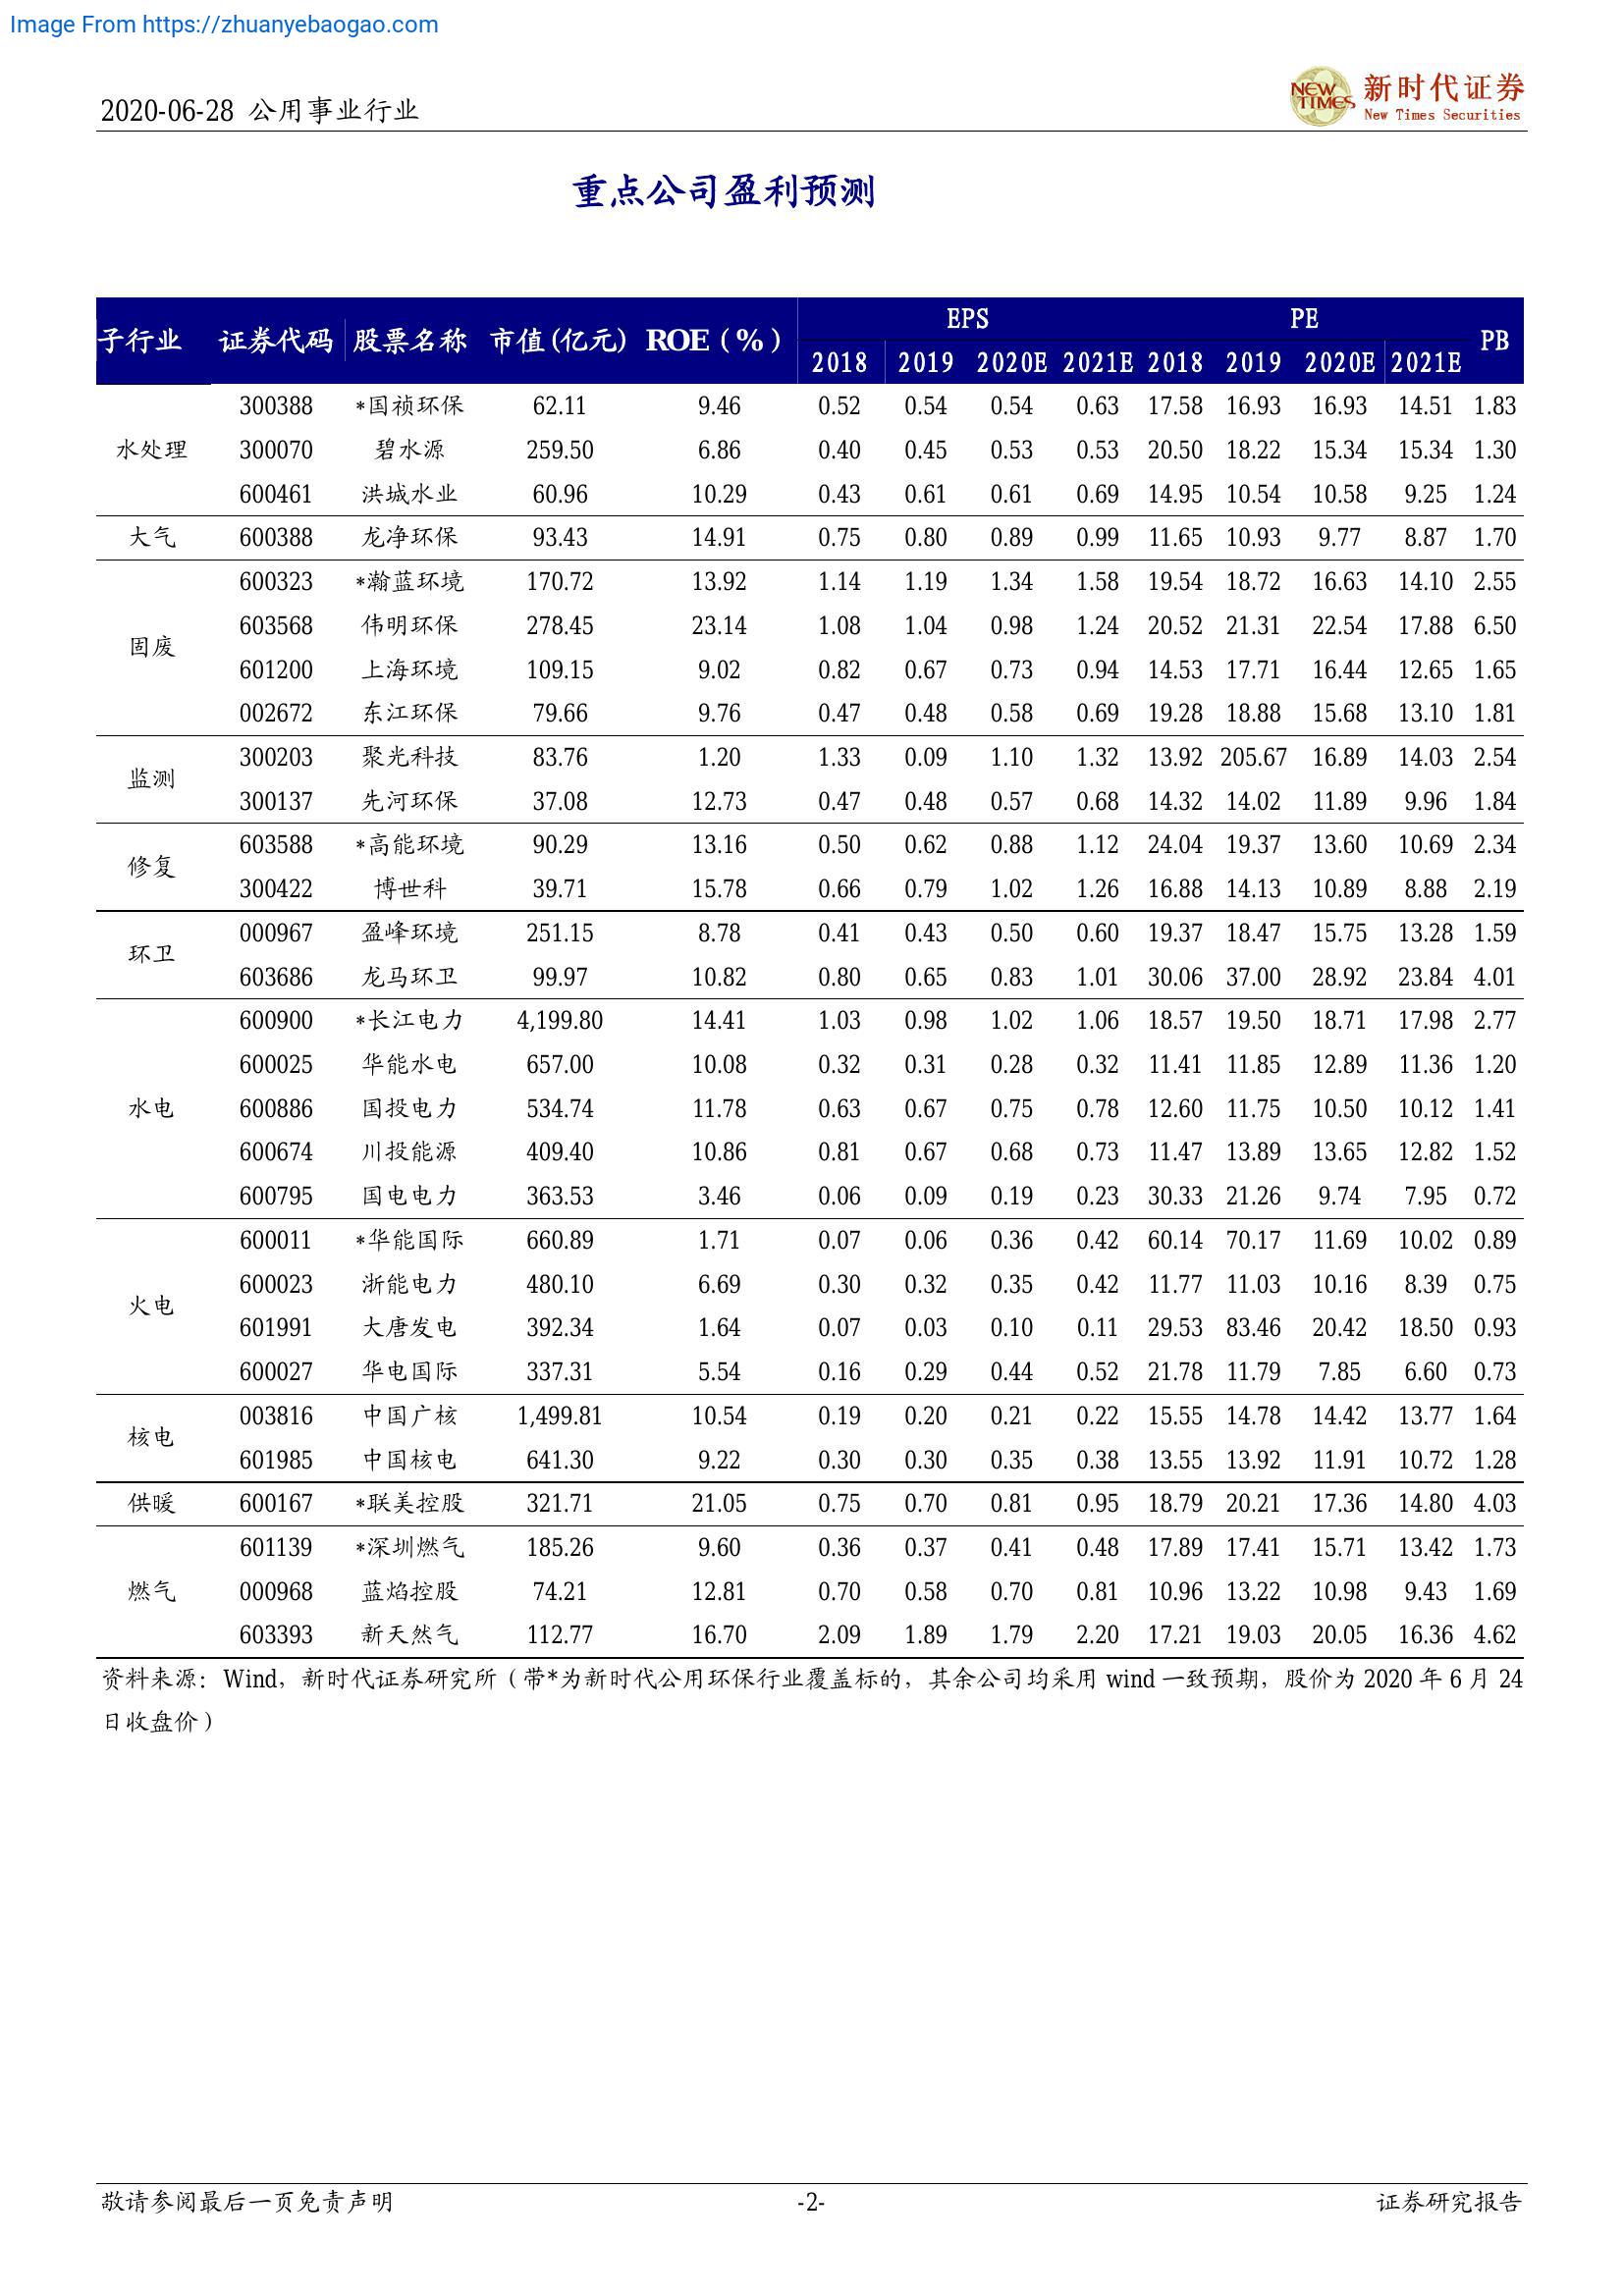 Image From https://zhuanyebaogao.com
2020-06-28 公用事业行业
NEW TIMES 新时代证券
New Times Securities
重点公司盈利预测
子行业 证券代码 股票名称 市值(亿元) ROE（%） EPS PE PB
2018 2019 2020E 2021E 2018 2019 2020E 2021E
水处理 300388 *国祯环保 62.11 9.46 0.52 0.54 0.54 0.63 17.58 16.93 16.93 14.51 1.83
300070 碧水源 259.50 6.86 0.40 0.45 0.53 0.53 20.50 18.22 15.34 15.34 1.30
600461 洪城水业 60.96 10.29 0.43 0.61 0.61 0.69 14.95 10.54 10.58 9.25 1.24
大气 600388 龙净环保 93.43 14.91 0.75 0.80 0.89 0.99 11.65 10.93 9.77 8.87 1.70
固废 600323 *瀚蓝环境 170.72 13.92 1.14 1.19 1.34 1.58 19.54 18.72 16.63 14.10 2.55
603568 伟明环保 278.45 23.14 1.08 1.04 0.98 1.24 20.52 21.31 22.54 17.88 6.50
601200 上海环境 109.15 9.02 0.82 0.67 0.73 0.94 14.53 17.71 16.44 12.65 1.65
002672 东江环保 79.66 9.76 0.47 0.48 0.58 0.69 19.28 18.88 15.68 13.10 1.81
监测 300203 聚光科技 83.76 1.20 1.33 0.09 1.10 1.32 13.92 205.67 16.89 14.03 2.54
300137 先河环保 37.08 12.73 0.47 0.48 0.57 0.68 14.32 14.02 11.89 9.96 1.84
修复 603588 *高能环境 90.29 13.16 0.50 0.62 0.88 1.12 24.04 19.37 13.60 10.69 2.34
300422 博世科 39.71 15.78 0.66 0.79 1.02 1.26 16.88 14.13 10.89 8.88 2.19
环卫 000967 盈峰环境 251.15 8.78 0.41 0.43 0.50 0.60 19.37 18.47 15.75 13.28 1.59
603686 龙马环卫 99.97 10.82 0.80 0.65 0.83 1.01 30.06 37.00 28.92 23.84 4.01
水电 600900 *长江电力 4,199.80 14.41 1.03 0.98 1.02 1.06 18.57 19.50 18.71 17.98 2.77
600025 华能水电 657.00 10.08 0.32 0.31 0.28 0.32 11.41 11.85 12.89 11.36 1.20
600886 国投电力 534.74 11.78 0.63 0.67 0.75 0.78 12.60 11.75 10.50 10.12 1.41
600674 川投能源 409.40 10.86 0.81 0.67 0.68 0.73 11.47 13.89 13.65 12.82 1.52
600795 国电电力 363.53 3.46 0.06 0.09 0.19 0.23 30.33 21.26 9.74 7.95 0.72
火电 600011 *华能国际 660.89 1.71 0.07 0.06 0.36 0.42 60.14 70.17 11.69 10.02 0.89
600023 浙能电力 480.10 6.69 0.30 0.32 0.35 0.42 11.77 11.03 10.16 8.39 0.75
601991 大唐发电 392.34 1.64 0.07 0.03 0.10 0.11 29.53 83.46 20.42 18.50 0.93
600027 华电国际 337.31 5.54 0.16 0.29 0.44 0.52 21.78 11.79 7.85 6.60 0.73
核电 003816 中国广核 1,499.81 10.54 0.19 0.20 0.21 0.22 15.55 14.78 14.42 13.77 1.64
601985 中国核电 641.30 9.22 0.30 0.30 0.35 0.38 13.55 13.92 11.91 10.72 1.28
供暖 600167 *联美控股 321.71 21.05 0.75 0.70 0.81 0.95 18.79 20.21 17.36 14.80 4.03
燃气 601139 *深圳燃气 185.26 9.60 0.36 0.37 0.41 0.48 17.89 17.41 15.71 13.42 1.73
000968 蓝焰控股 74.21 12.81 0.70 0.58 0.70 0.81 10.96 13.22 10.98 9.43 1.69
603393 新天然气 112.77 16.70 2.09 1.89 1.79 2.20 17.21 19.03 20.05 16.36 4.62
资料来源：Wind，新时代证券研究所（带*为新时代公用环保行业覆盖标的，其余公司均采用 wind 一致预期，股价为 2020 年 6 月 24
日收盘价）
敬请参阅最后一页免责声明 -2- 证券研究报告